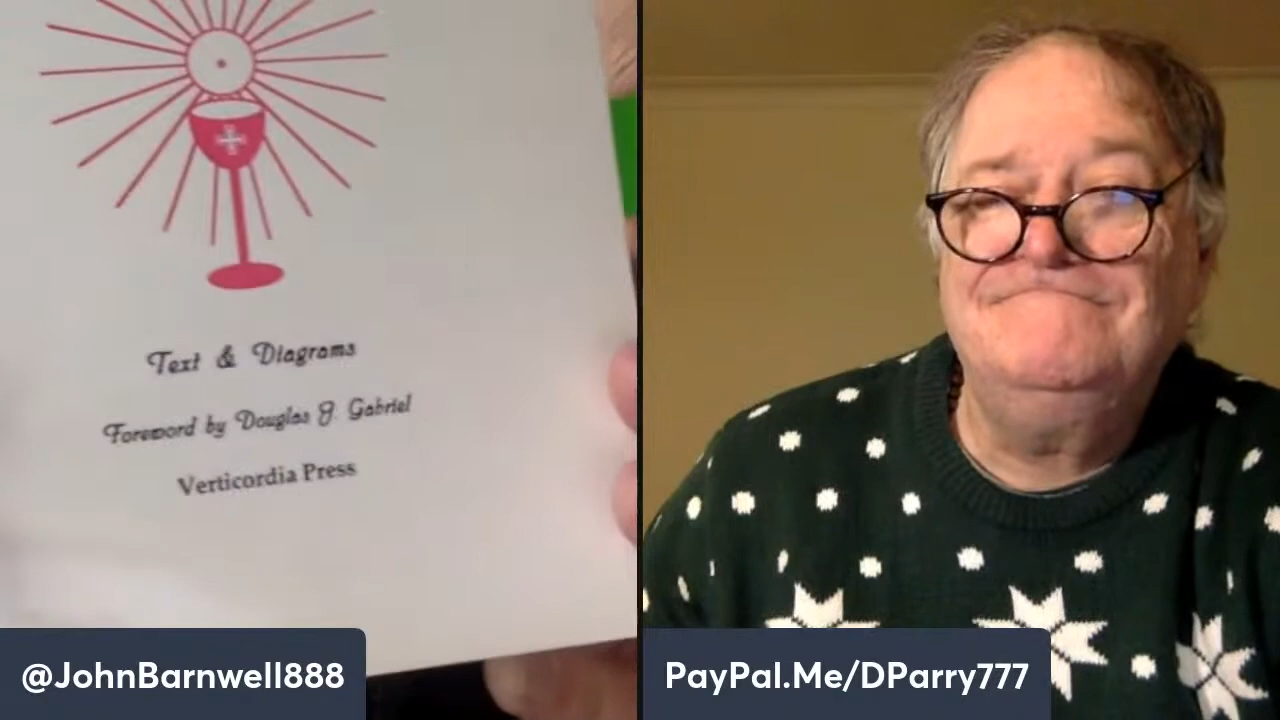 Text & Diagrams
Foreword by Douglas J. Gabriel
Verticordia Press
@JohnBarnwell888
PayPal.Me/DParry777